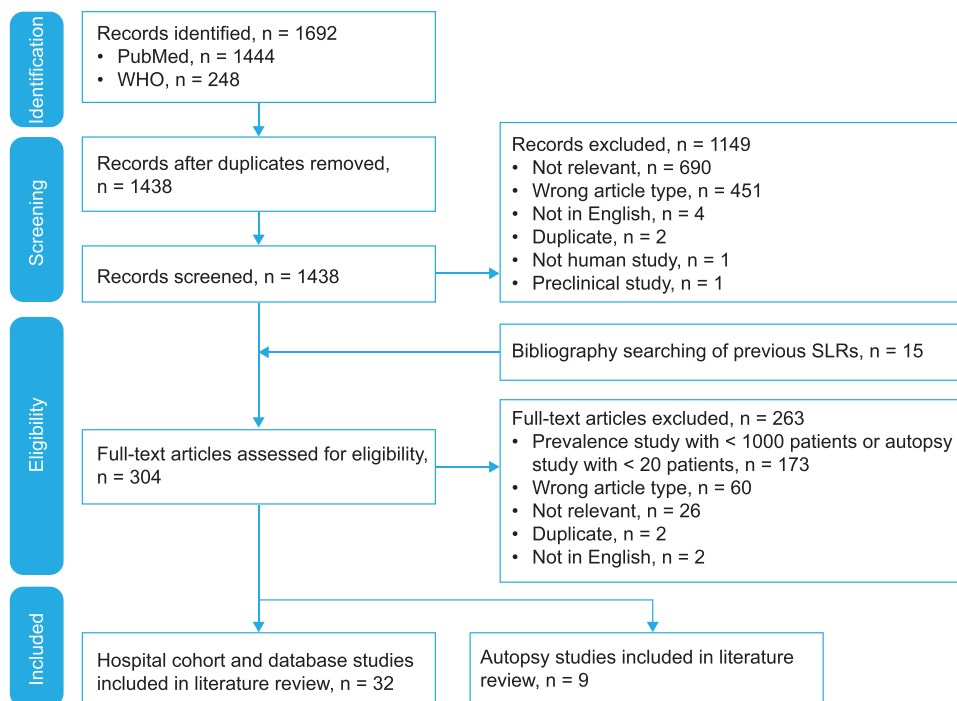 Identification
Records identified, n = 1692
• PubMed, n = 1444
• WHO, n = 248
Screening
Records after duplicates removed,
n = 1438
Records screened, n = 1438
Records excluded, n = 1149
• Not relevant, n = 690
• Wrong article type, n = 451
• Not in English, n = 4
• Duplicate, n = 2
• Not human study, n = 1
• Preclinical study, n = 1
Eligibility
Bibliography searching of previous SLRs, n = 15
Full-text articles assessed for eligibility,
n = 304
Full-text articles excluded, n = 263
• Prevalence study with < 1000 patients or autopsy
study with < 20 patients, n = 173
• Wrong article type, n = 60
• Not relevant, n = 26
• Duplicate, n = 2
• Not in English, n = 2
Included
Hospital cohort and database studies
included in literature review, n = 32
Autopsy studies included in literature
review, n = 9